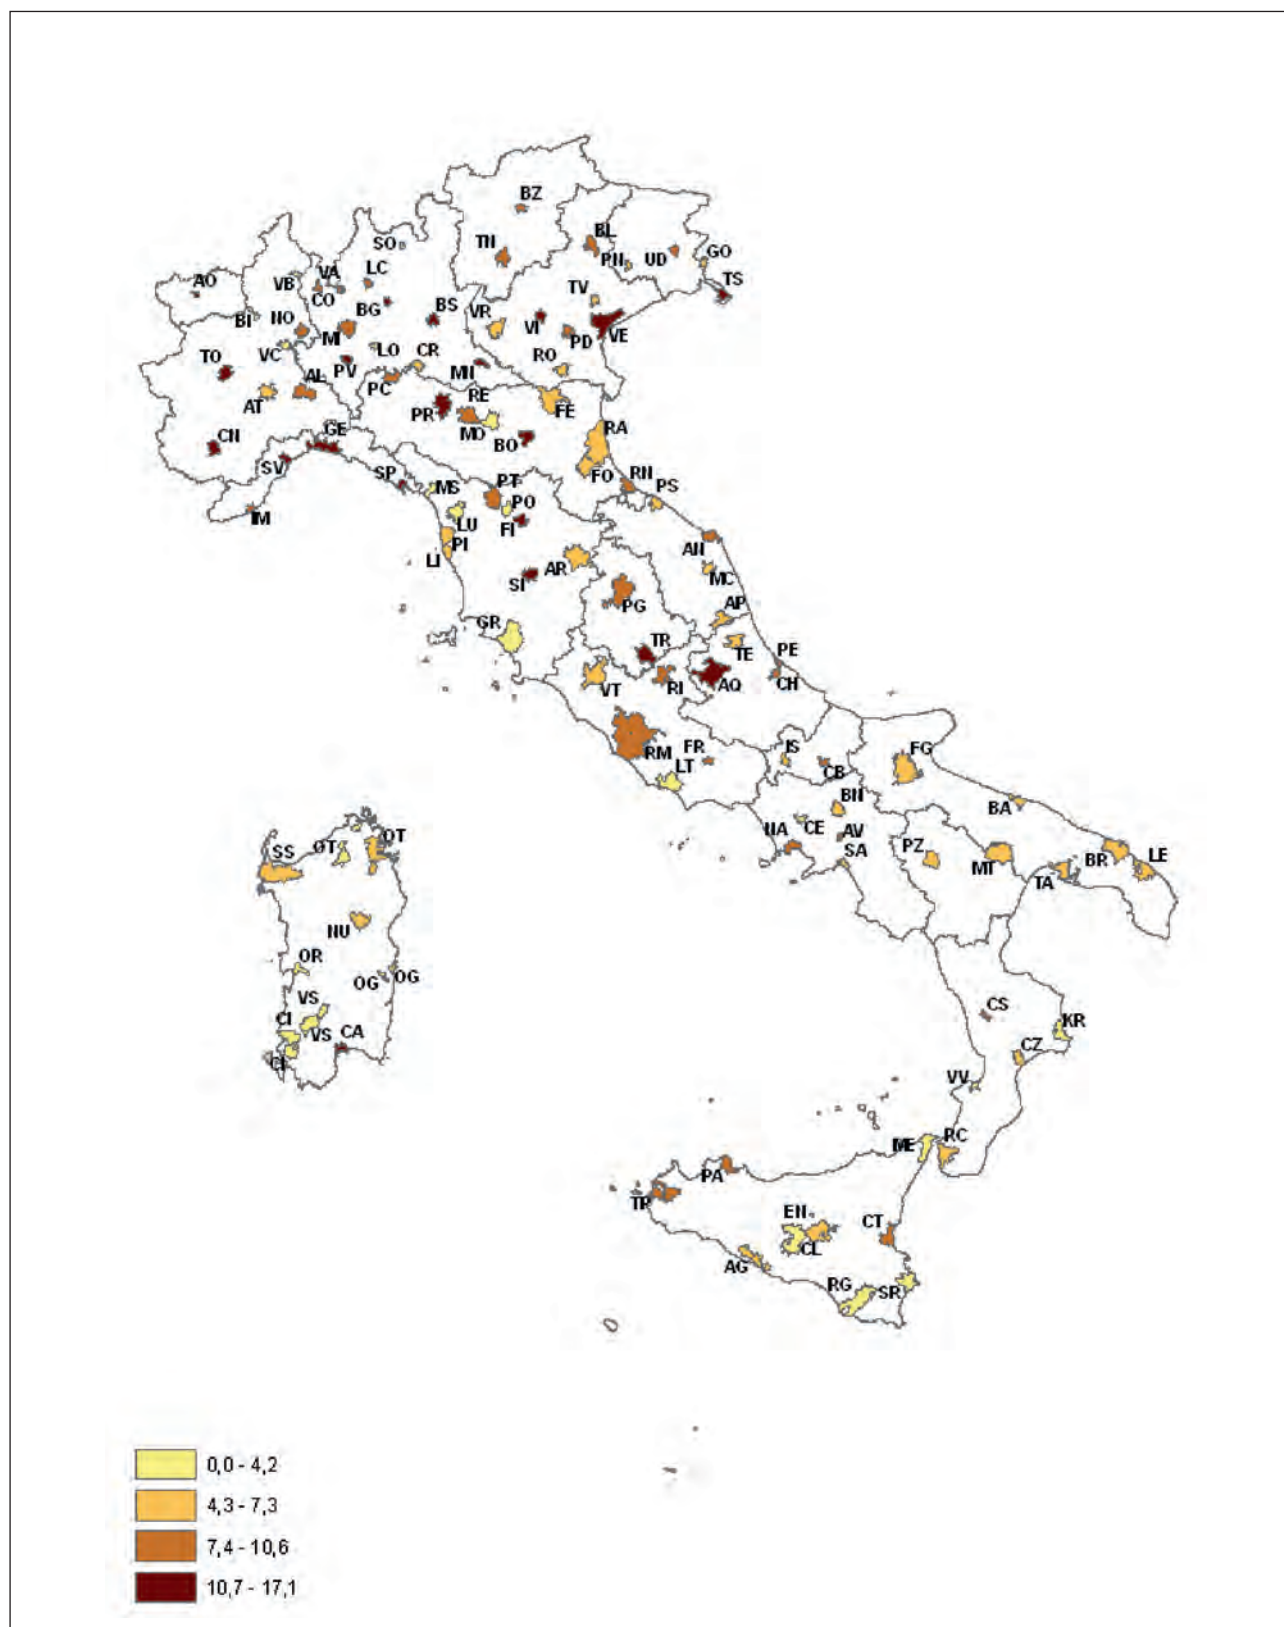 BZ
BL
SO
TN
PN
UD
GO
AO
VB
VA
LC
TS
CO
TV
BI
NO
BG
BS
VR
MI
VI
PD
VE
TO
VC
LO
CR
RO
PV
MN
AL
PC
AT
RE
FE
PR
GE
MO
RA
CN
BO
SV
SP
FO
RN
MS
PT
PS
PO
IM
LU
FI
PI
AN
LI
AR
MC
SI
PG
AP
GR
TR
TE
PE
VT
RI
AQ
CH
RM
FR
IS
FG
LT
CB
BN
BA
NA
CE
AV
OT
OT
SA
PZ
SS
MT
BR
LE
TA
NU
OR
OG
OG
VS
CS
CI
VS
CA
KR
CI
CZ
VV
ME
RC
PA
TP
EN
CT
CL
AG
RG
SR
0,0 - 4,2
4,3 - 7,3
7,4 - 10,6
10,7 - 17,1